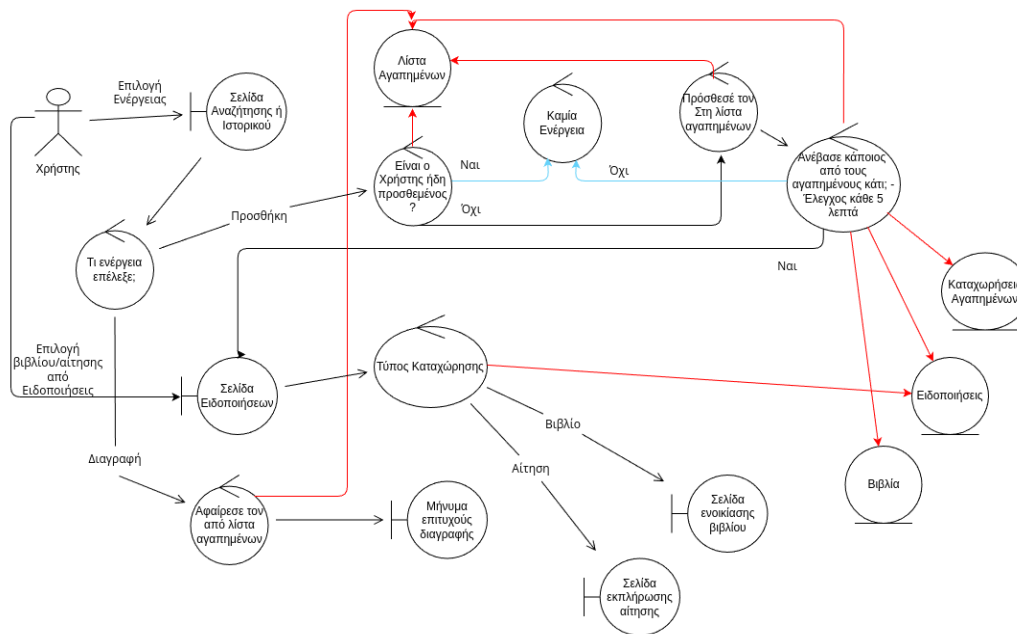 Λίστα
Αγαπημένων
Επιλογή
Ενέργειας
Σελίδα
Αναζήτησης ή
Ιστορικού
Καμία
Ενέργεια
Πρόσθεσέ τον
Στη λίστα
αγαπημένων
Χρήστης
Είναι ο
Χρήστης ήδη
προσθεμένος
?
Ναι
Όχι
Όχι
Ανέβασε κάποιος
από τους
αγαπημένους κάτι; -
Έλεγχος κάθε 5
λεπτά
Προσθήκη
Τι ενέργεια
επέλεξε;
Ναι
Καταχωρήσεις
Αγαπημένων
Επιλογή
βιβλίου/αίτησης
από
Ειδοποιήσεις
Σελίδα
Ειδοποιήσεων
Τύπος Καταχώρησης
Ειδοποιήσεις
Βιβλίο
Διαγραφή
Αίτηση
Βιβλία
Αφαίρεσε τον
από λίστα
αγαπημένων
Μήνυμα
επιτυχούς
διαγραφής
Σελίδα
ενοικίασης
βιβλίου
Σελίδα
εκπλήρωσης
αίτησης